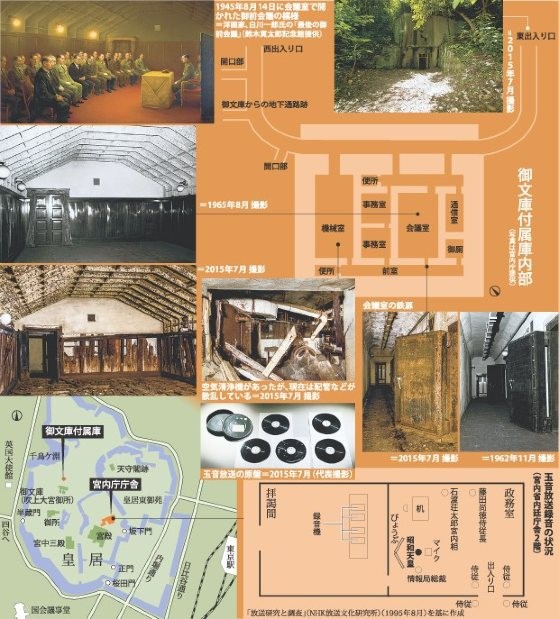 1945年8月14日に会議室で開
かれた御前会議の模様
＝洋画家、白川一郎氏の「最後の御
前会議」（鈴木貫太郎記念館提供）
＝2015年7月撮影
東出入り口
西出入り口
開口部
御文庫からの地下通路跡
開口部
御文庫付属庫内部
（写真は宮内庁提供）
便所
事務室
通信室
機械室
会議室
事務室
御厠
便所
前室
＝1965年8月 撮影
＝2015年7月 撮影
空気清浄機があったが、現在は配管などが
散乱している＝2015年7月 撮影
会議室の鉄扉
＝2015年7月 撮影
＝1962年11月 撮影
玉音放送の原盤＝2015年7月（代表撮影）
御文庫付属庫
千鳥ケ淵
天守閣跡
英国大使館
宮内庁庁舎
御文庫
（吹上大宮御所）
皇居東御苑
半蔵門
四谷へ
御所
宮殿
坂下門
宮中三殿
皇居
正門
桜田門
内堀通り
日比谷通り
東京駅
国会議事堂
玉音放送録音の状況
（宮内省内廷庁舎2階）
政務室
拝謁間
藤田尚徳侍従長
石渡荘太郎宮内相
机
録音機
びょうぶ
昭和天皇
マイク
情報局総裁
侍従
侍従
出入り口
侍従
侍従
「放送研究と調査」（NHK放送文化研究所）（1995年8月）を基に作成